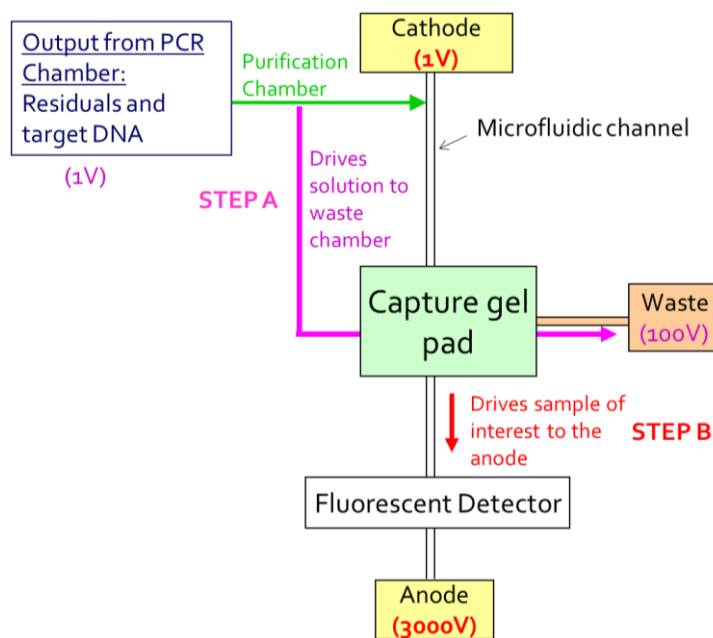 Output from PCR
Chamber:
Residuals and
target DNA
(1V)
Purification
Chamber
Cathode
(1V)
Microfluidic channel
STEP A
Drives
solution to
waste
chamber
Capture gel
pad
Waste
(100V)
Drives sample of
interest to the
anode
STEP B
Fluorescent Detector
Anode
(3000V)